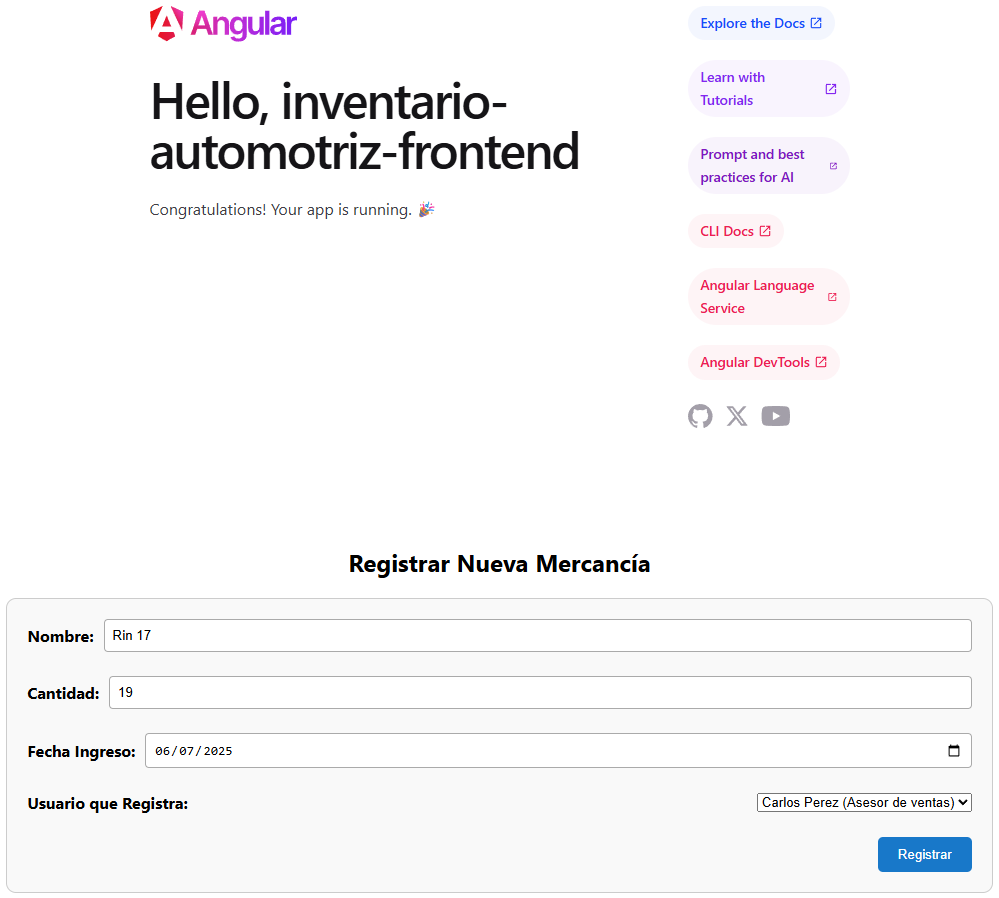 Angular
Hello, inventario-
automotriz-frontend
Congratulations! Your app is running. 🎉
Explore the Docs
Learn with
Tutorials
Prompt and best
practices for AI
CLI Docs
Angular Language
Service
Angular DevTools
Registrar Nueva Mercancía
Nombre: Rin 17
Cantidad: 19
Fecha Ingreso: 06/07/2025
Usuario que Registra: Carlos Perez (Asesor de ventas)
Registrar